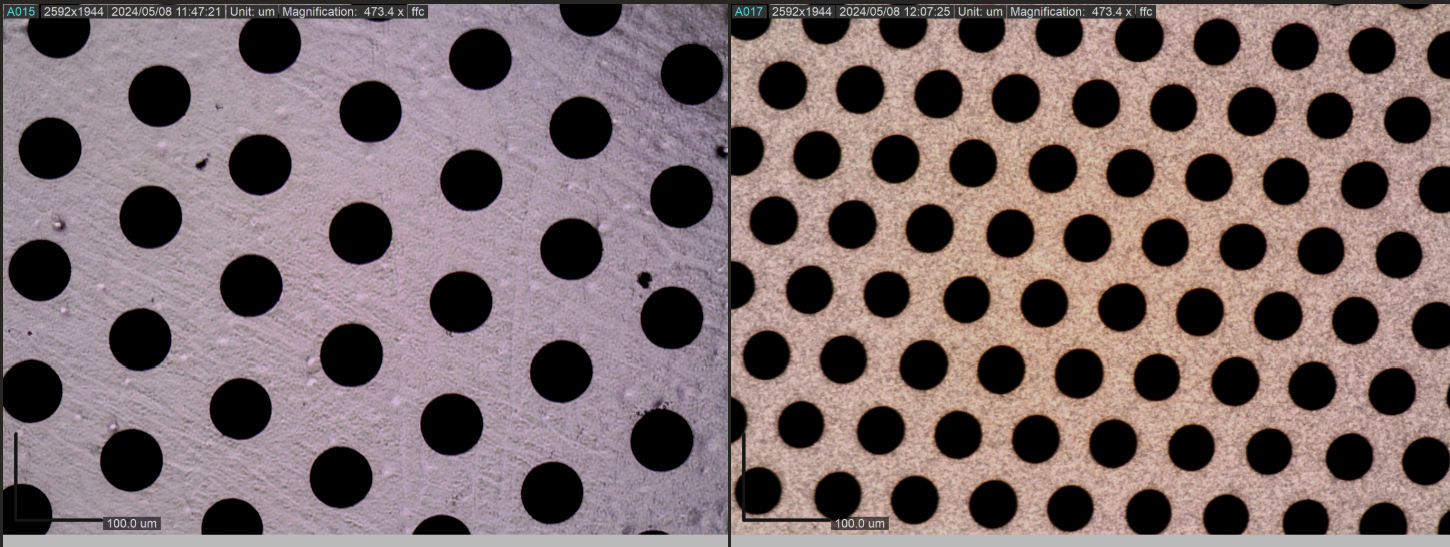 A015 2592x1944 2024/05/08 11:47:21 Unit: um Magnification: 473.4 x ffc
A017 2592x1944 2024/05/08 12:07:25 Unit: um Magnification: 473.4 x ffc
100.0 um
100.0 um